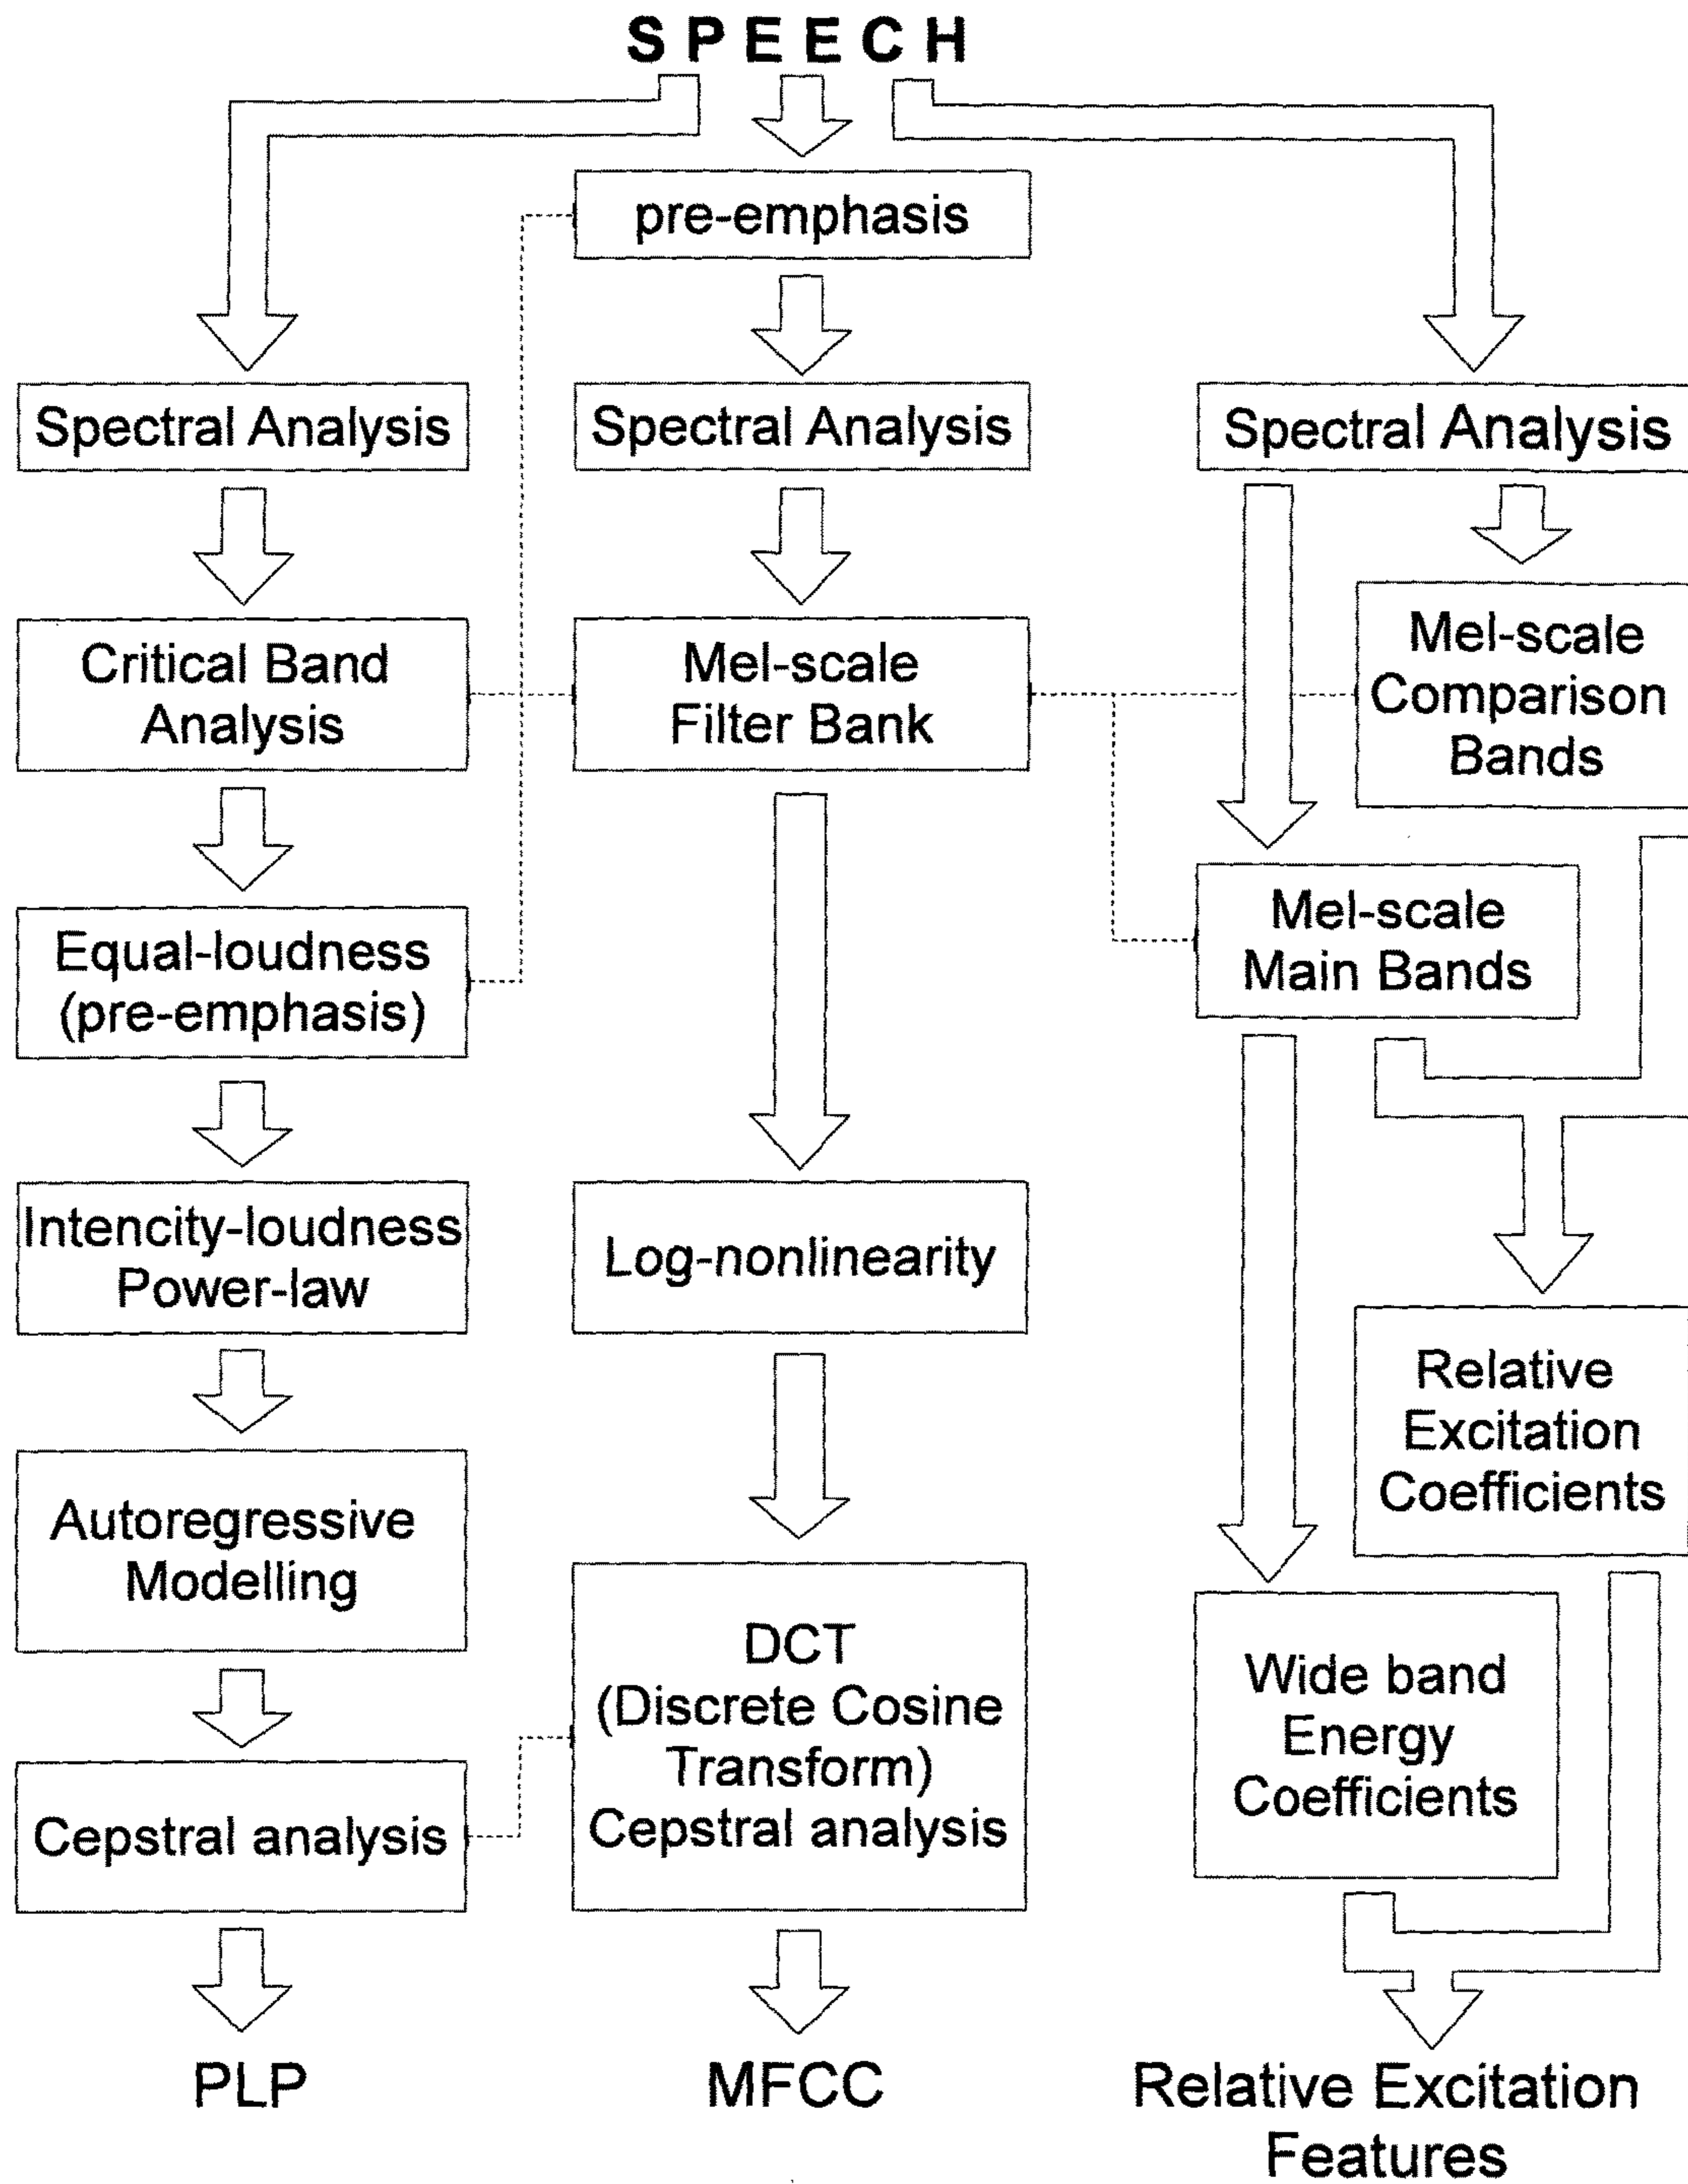 SPEECH
pre-emphasis
Spectral Analysis
Spectral Analysis
Spectral Analysis
Critical Band
Analysis
Mel-scale
Filter Bank
Mel-scale
Comparison
Bands
Mel-scale
Main Bands
Equal-loudness
(pre-emphasis)
Intencity-loudness
Power-law
Log-nonlinearity
Relative
Excitation
Coefficients
Autoregressive
Modelling
DCT
(Discrete Cosine
Transform)
Cepstral analysis
Wide band
Energy
Coefficients
Cepstral analysis
PLP
MFCC
Relative Excitation
Features